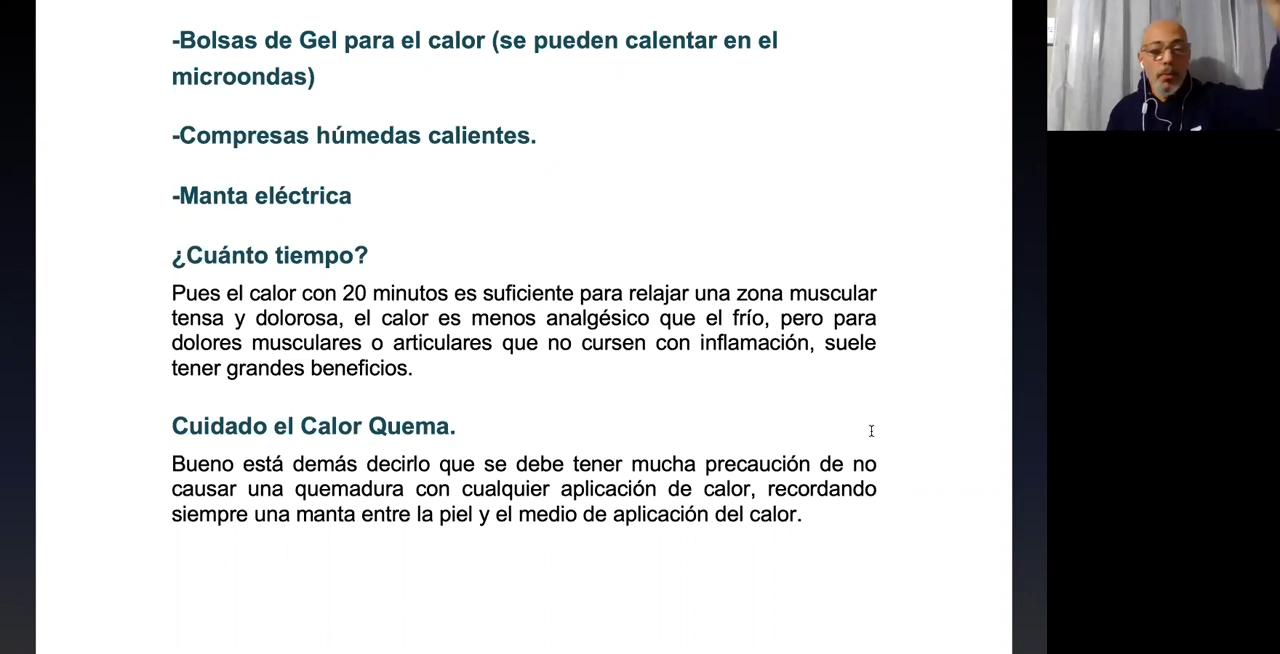 -Bolsas de Gel para el calor (se pueden calentar en el
microondas)
-Compresas húmedas calientes.
-Manta eléctrica
¿Cuánto tiempo?
Pues el calor con 20 minutos es suficiente para relajar una zona muscular
tensa y dolorosa, el calor es menos analgésico que el frío, pero para
dolores musculares o articulares que no cursen con inflamación, suele
tener grandes beneficios.
Cuidado el Calor Quema.
Bueno está demás decirlo que se debe tener mucha precaución de no
causar una quemadura con cualquier aplicación de calor, recordando
siempre una manta entre la piel y el medio de aplicación del calor.